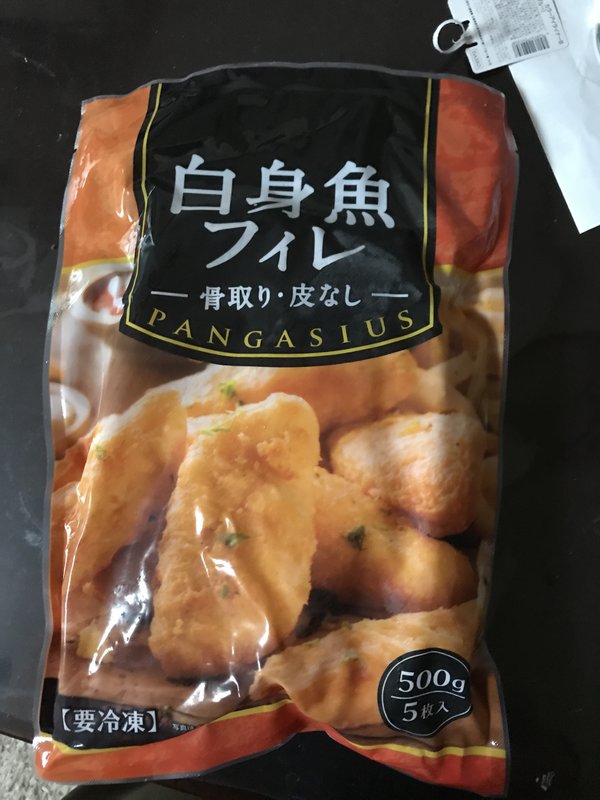 白身魚
フィレ
骨取り・皮なし
PANGASIUS
500g
5枚入
【要冷凍】